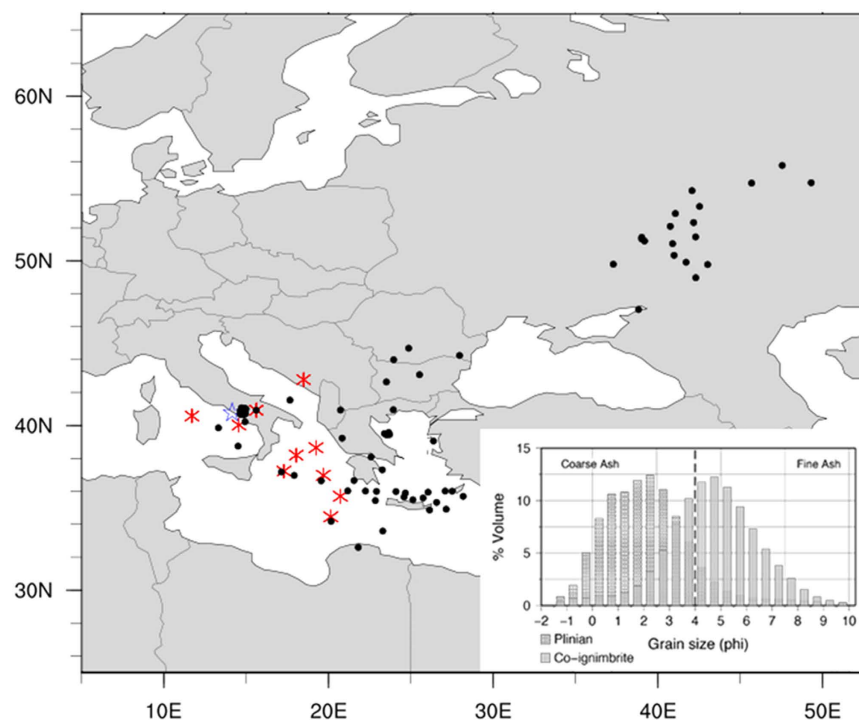 60N
50N
40N
30N
10E 20E 30E 40E 50E
15
10
5
0
% Volume
Coarse Ash Fine Ash
−2 −1 0 1 2 3 4 5 6 7 8 9 10
Grain size (phi)
Plinian
Co-ignimbrite